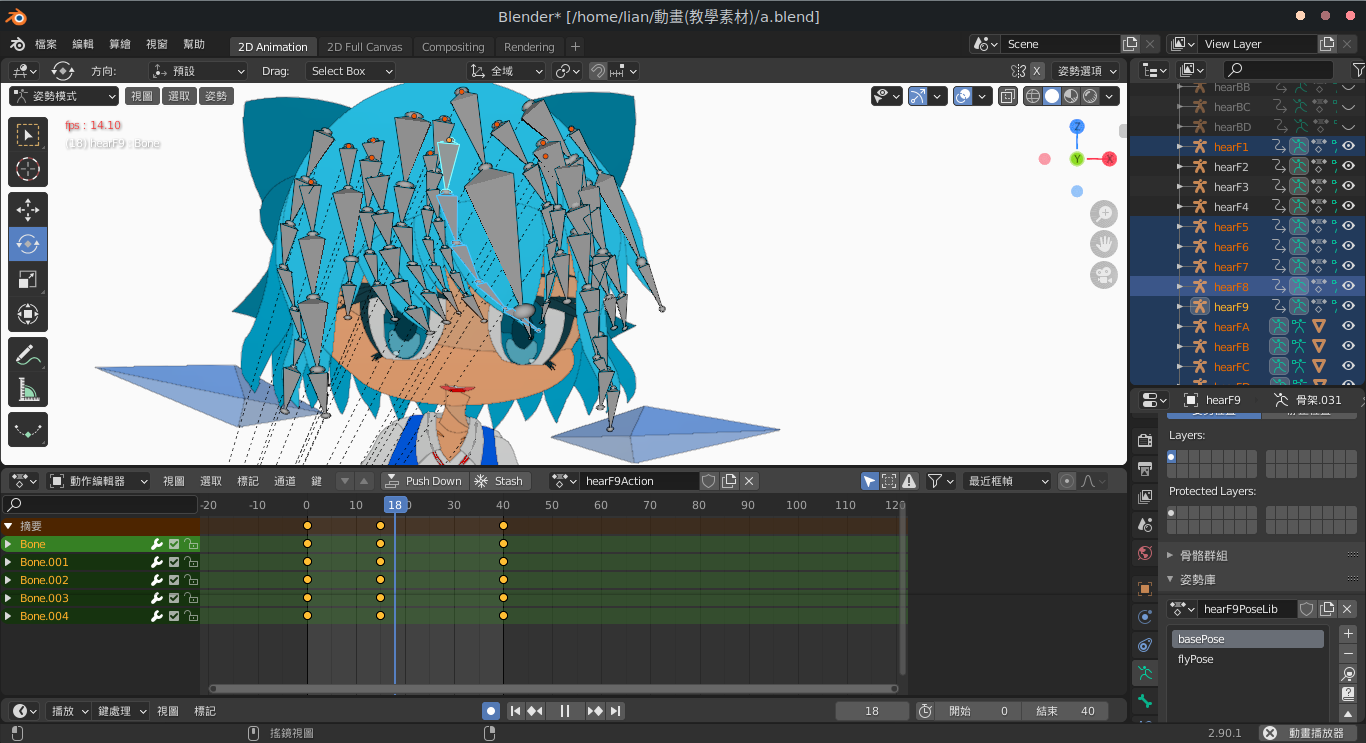 Blender* [/home/lian/動畫(教學素材)/a.blend]
檔案 編輯 算繪 視窗 幫助 2D Animation 2D Full Canvas Compositing Rendering + Scene View Layer
方向: 預設 Drag: Select Box 全域 X 姿勢選項
姿勢模式 視圖 選取 姿勢
fps : 14.10
(18) hearF9 : Bone
Z
Y
X
hearBB
hearBC
hearBD
hearF1
hearF2
hearF3
hearF4
hearF5
hearF6
hearF7
hearF8
hearF9
hearFA
hearFB
hearFC
hearF9 骨架.031
Layers:
Protected Layers:
骨骼群組
姿勢庫
hearF9PoseLib
basePose
flyPose
動作編輯器 視圖 選取 標記 通道 鍵 Push Down Stash hearF9Action 最近框幀
-20 -10 0 10 18 30 40 50 60 70 80 90 100 110 120
摘要
Bone
Bone.001
Bone.002
Bone.003
Bone.004
播放 鍵處理 視圖 標記 18 開始 0 結束 40
搖鏡視圖 2.90.1 動畫播放器